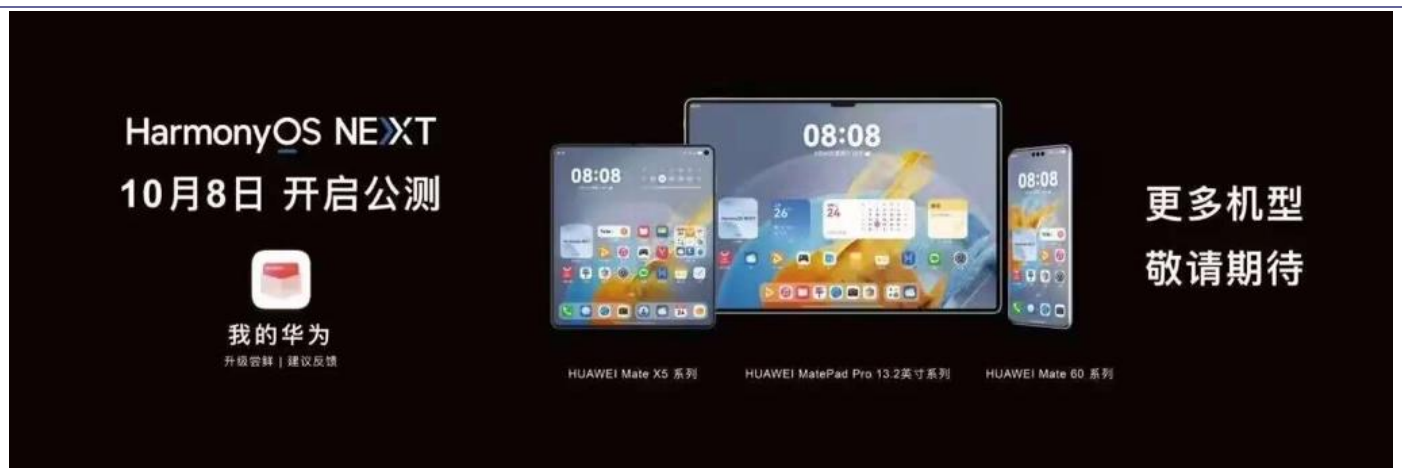 HarmonyOS NEXT
10月8日 开启公测
我的华为
升级尝鲜 | 建议反馈
08:08
08:08
08:08
HUAWEI Mate X5 系列
HUAWEI MatePad Pro 13.2英寸系列
HUAWEI Mate 60 系列
更多机型
敬请期待